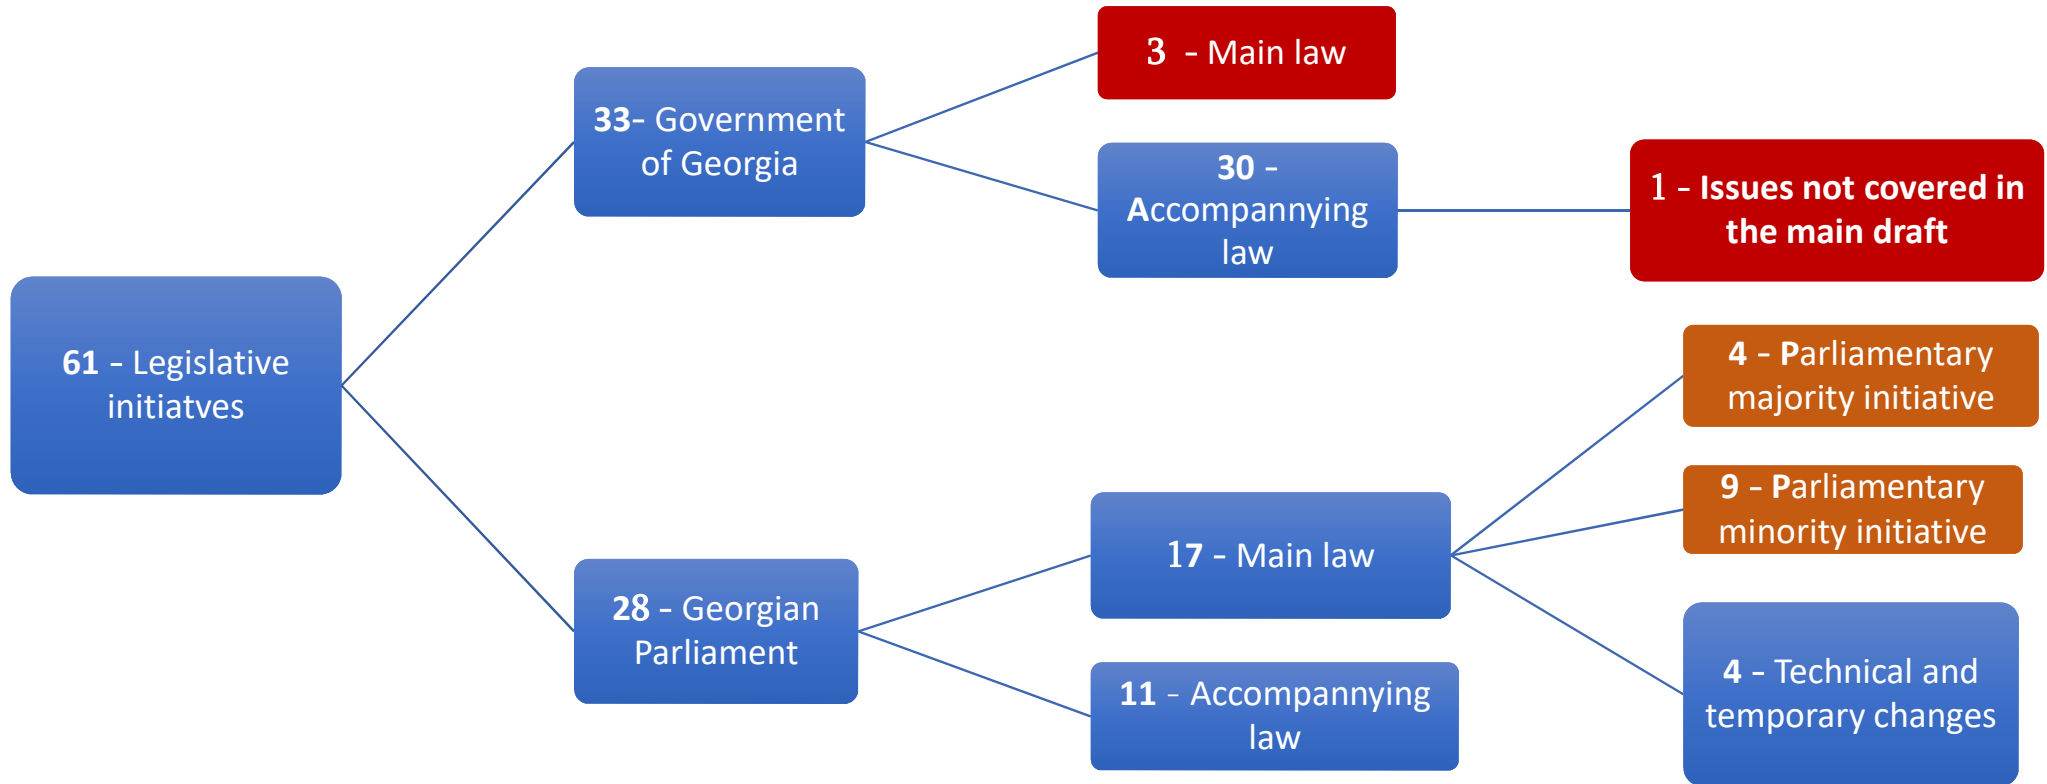 61 - Legislative
initiatves
33- Government
of Georgia
3 - Main law
30 -
Accompannying
law
1 - Issues not covered in
the main draft
28 - Georgian
Parliament
17 - Main law
4 - Parliamentary
majority initiative
9 - Parliamentary
minority initiative
4 - Technical and
temporary changes
11 - Accompannying
law